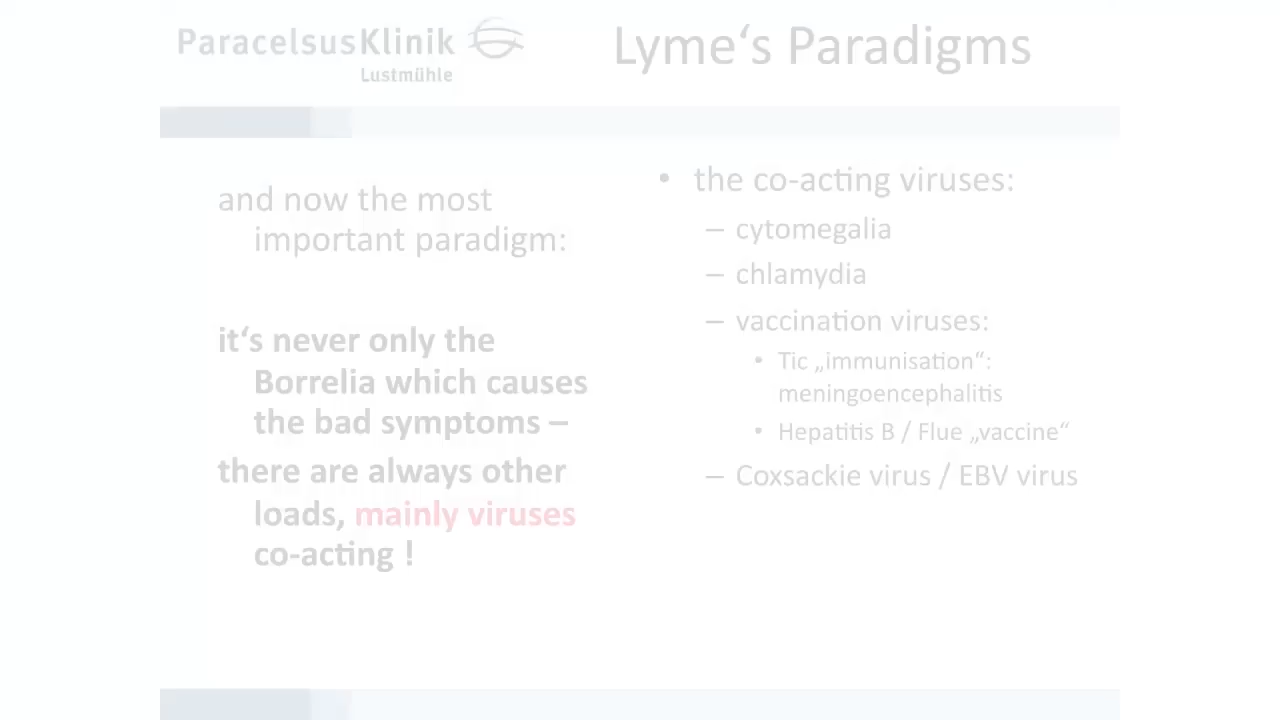 ParacelsusKlinik
Lustmühle
Lyme‘s Paradigms
and now the most
important paradigm:
it‘s never only the
Borrelia which causes
the bad symptoms –
there are always other
loads, mainly viruses
co-acting !
• the co-acting viruses:
– cytomegalia
– chlamydia
– vaccination viruses:
• Tic „immunisation“:
meningoencephalitis
• Hepatitis B / Flue „vaccine“
– Coxsackie virus / EBV virus